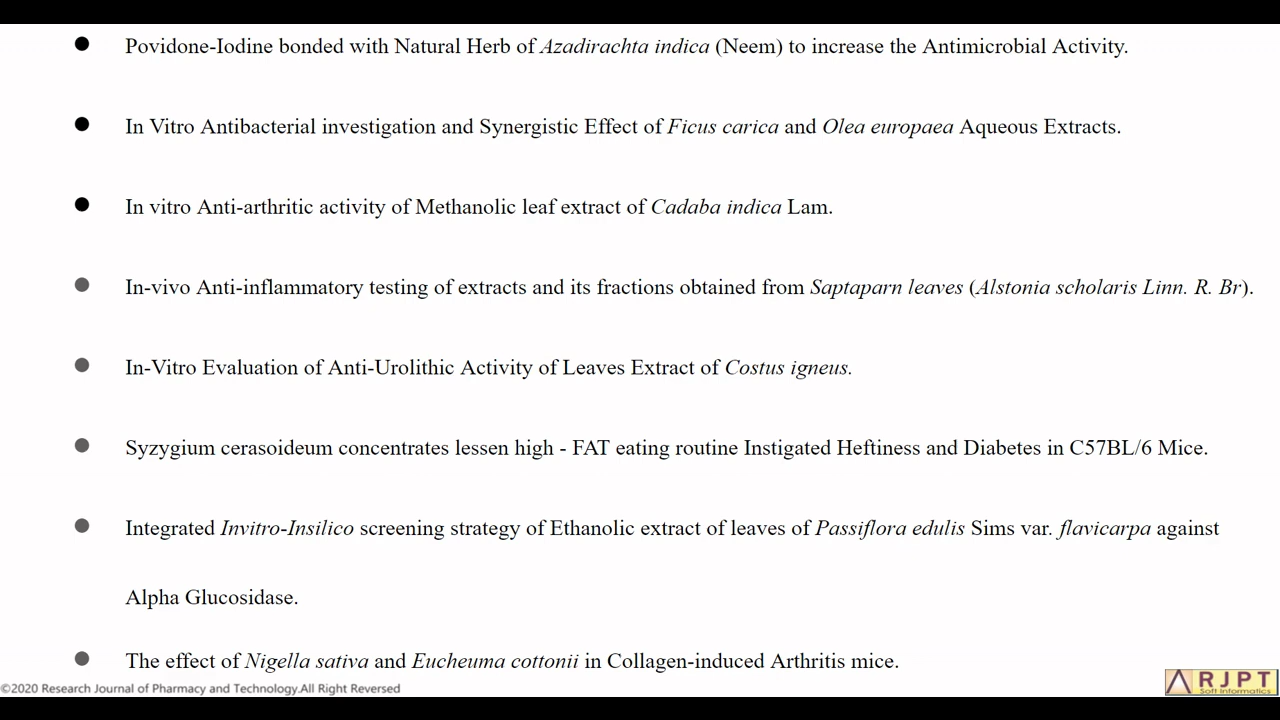 ● Povidone-Iodine bonded with Natural Herb of Azadirachta indica (Neem) to increase the Antimicrobial Activity.
● In Vitro Antibacterial investigation and Synergistic Effect of Ficus carica and Olea europaea Aqueous Extracts.
● In vitro Anti-arthritic activity of Methanolic leaf extract of Cadaba indica Lam.
● In-vivo Anti-inflammatory testing of extracts and its fractions obtained from Saptaparn leaves (Alstonia scholaris Linn. R. Br).
● In-Vitro Evaluation of Anti-Urolithic Activity of Leaves Extract of Costus igneus.
● Syzygium cerasoideum concentrates lessen high - FAT eating routine Instigated Heftiness and Diabetes in C57BL/6 Mice.
● Integrated Invitro-Insilico screening strategy of Ethanolic extract of leaves of Passiflora edulis Sims var. flavicarpa against
Alpha Glucosidase.
● The effect of Nigella sativa and Eucheuma cottonii in Collagen-induced Arthritis mice.
©2020 Research Journal of Pharmacy and Technology.All Right Reversed
RJPT
Soft Informatics